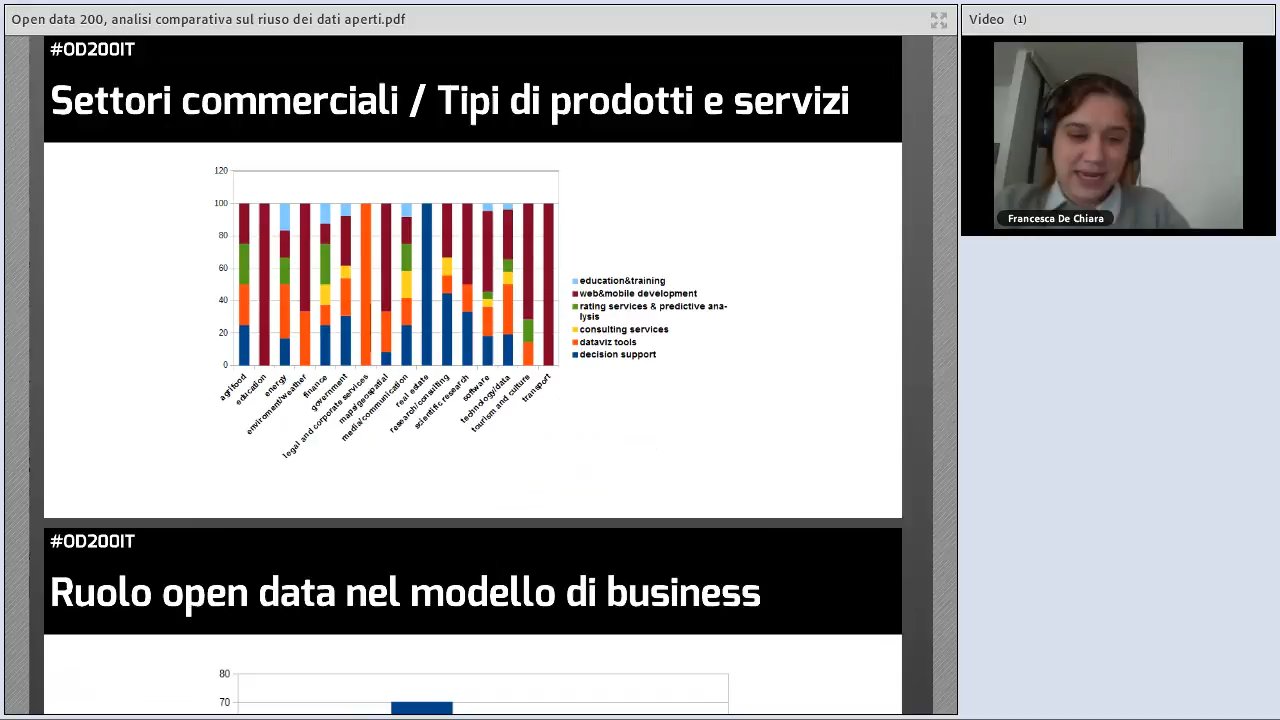 Open data 200, analisi comparativa sul riuso dei dati aperti.pdf
Video (1)
Francesca De Chiara
#OD200IT
Settori commerciali / Tipi di prodotti e servizi
120
100
80
60
40
20
0
agrifood
education
energy
enviroment/weather
finance
government
legal and corporate services
maps/geospatial
media/communication
real estate
research/consulting
scientific research
software
technology/data
tourism and culture
transport
education&training
web&mobile development
rating services & predictive ana-
lysis
consulting services
dataviz tools
decision support
#OD200IT
Ruolo open data nel modello di business
80
70